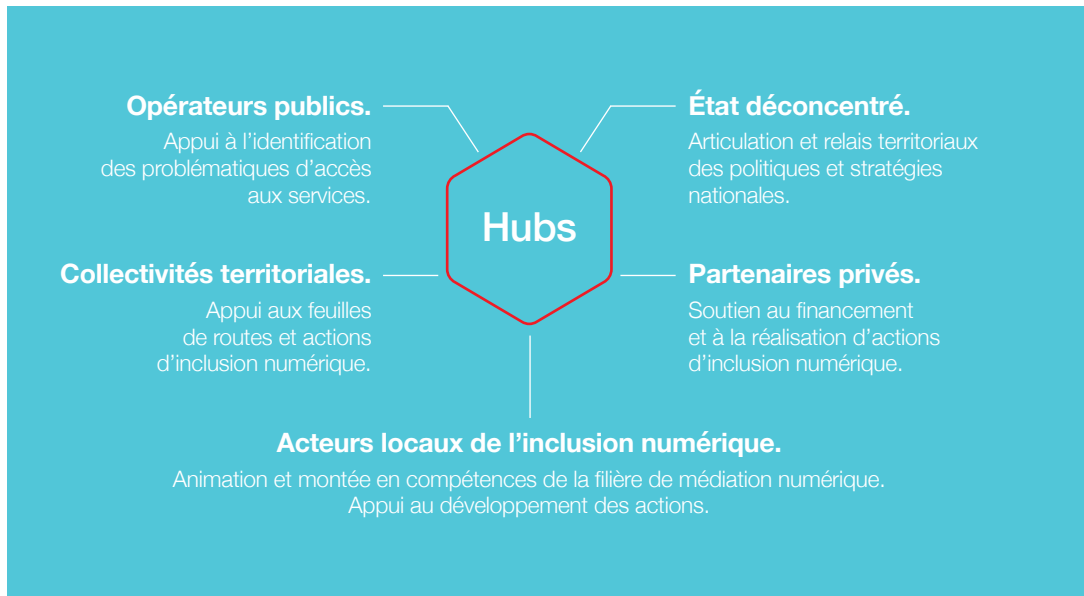 Opérateurs publics.
Appui à l’identification
des problématiques d’accès
aux services.
État déconcentré.
Articulation et relais territoriaux
des politiques et stratégies
nationales.
Hubs
Collectivités territoriales.
Appui aux feuilles
de routes et actions
d’inclusion numérique.
Partenaires privés.
Soutien au financement
et à la réalisation d’actions
d’inclusion numérique.
Acteurs locaux de l’inclusion numérique.
Animation et montée en compétences de la filière de médiation numérique.
Appui au développement des actions.